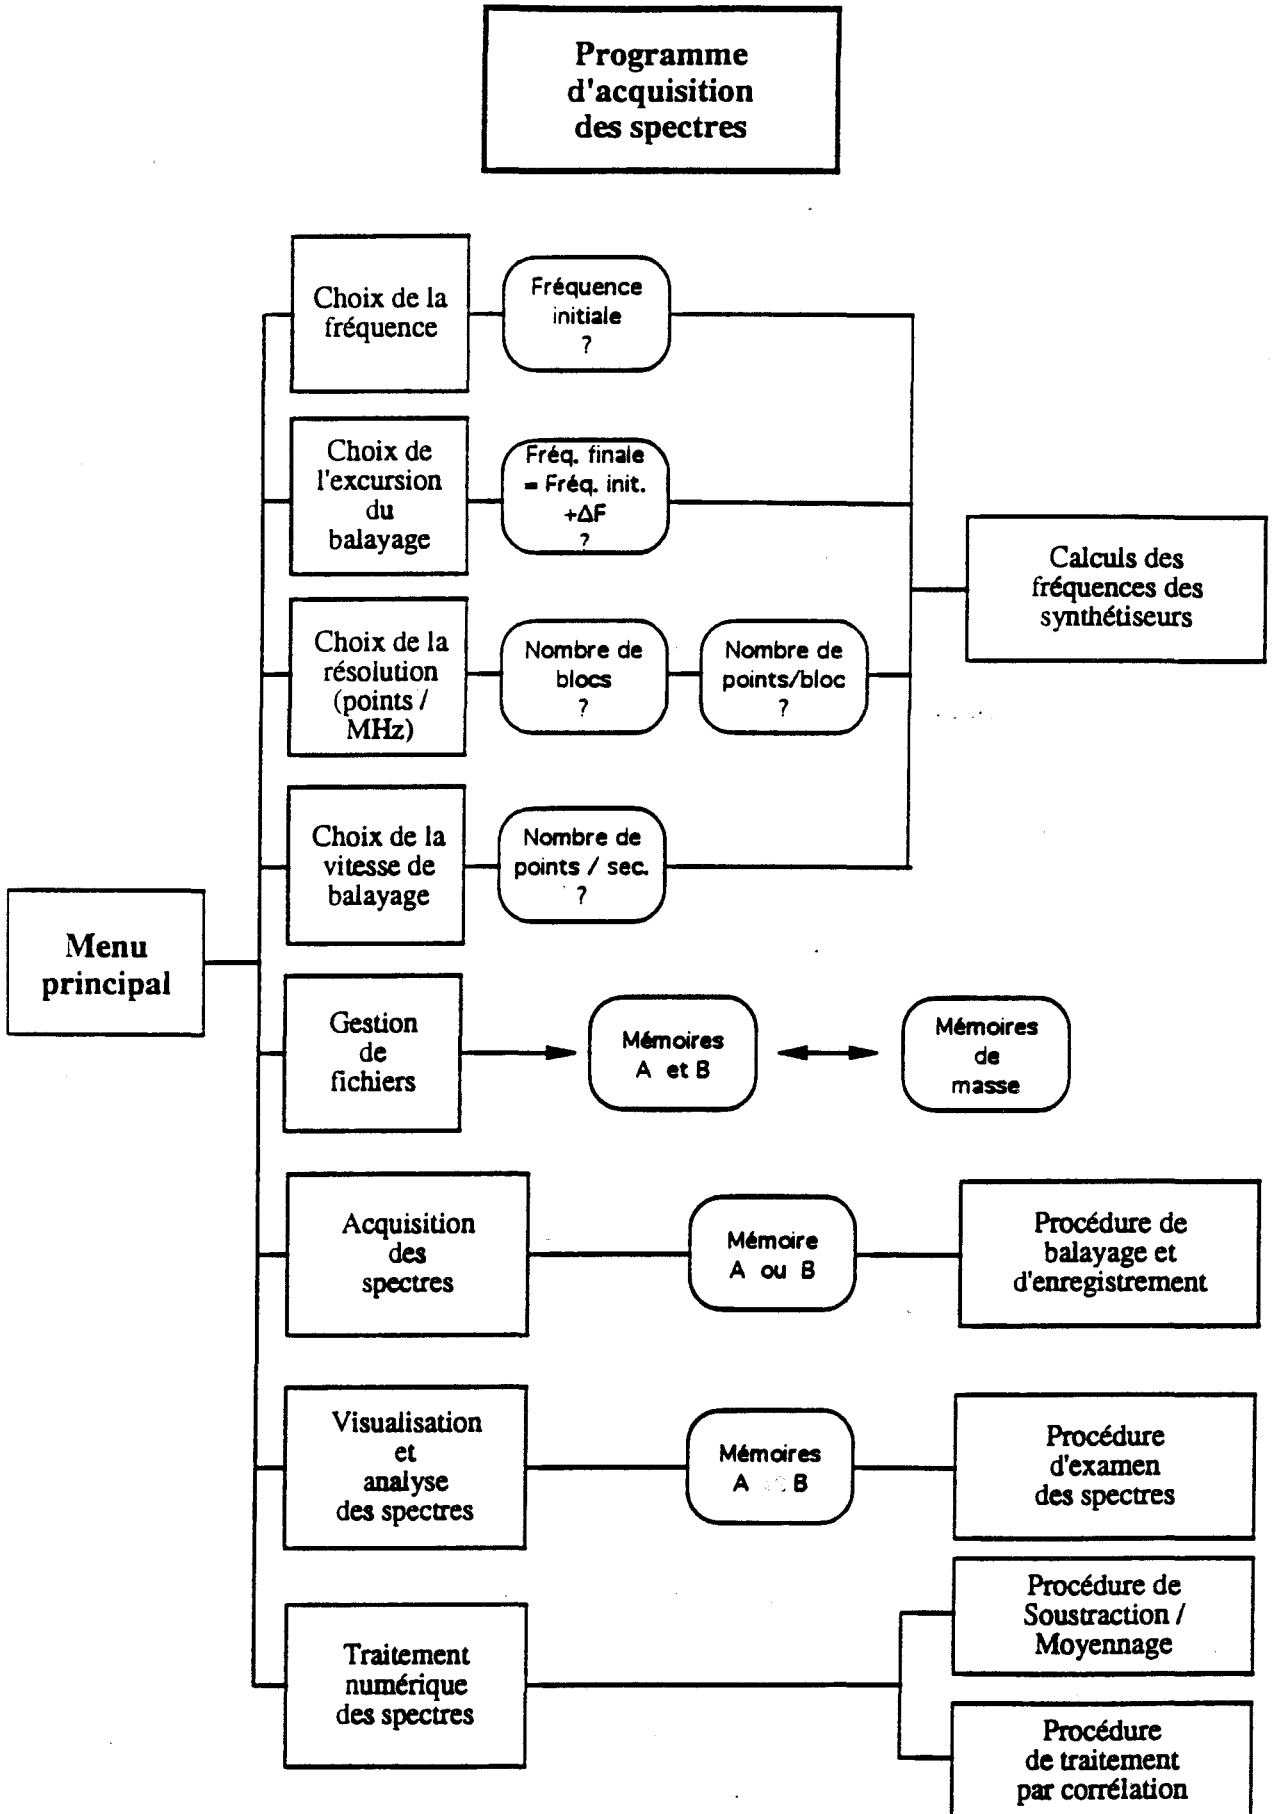 Programme
d'acquisition
des spectres
Choix de la
fréquence
Fréquence
initiale
?
Choix de
l'excursion
du
balayage
Fréq. finale
= Fréq. init.
+ΔF
?
Calculs des
fréquences des
synthétiseurs
Choix de la
résolution
(points /
MHz)
Nombre de
blocs
?
Nombre de
points/bloc
?
Choix de la
vitesse de
balayage
Nombre de
points / sec.
?
Menu
principal
Gestion
de
fichiers
Mémoires
A et B
Mémoires
de
masse
Acquisition
des
spectres
Mémoire
A ou B
Procédure de
balayage et
d'enregistrement
Visualisation
et
analyse
des spectres
Mémoires
A B
Procédure
d'examen
des spectres
Traitement
numérique
des spectres
Procédure de
Soustraction /
Moyennage
Procédure
de traitement
par corrélation